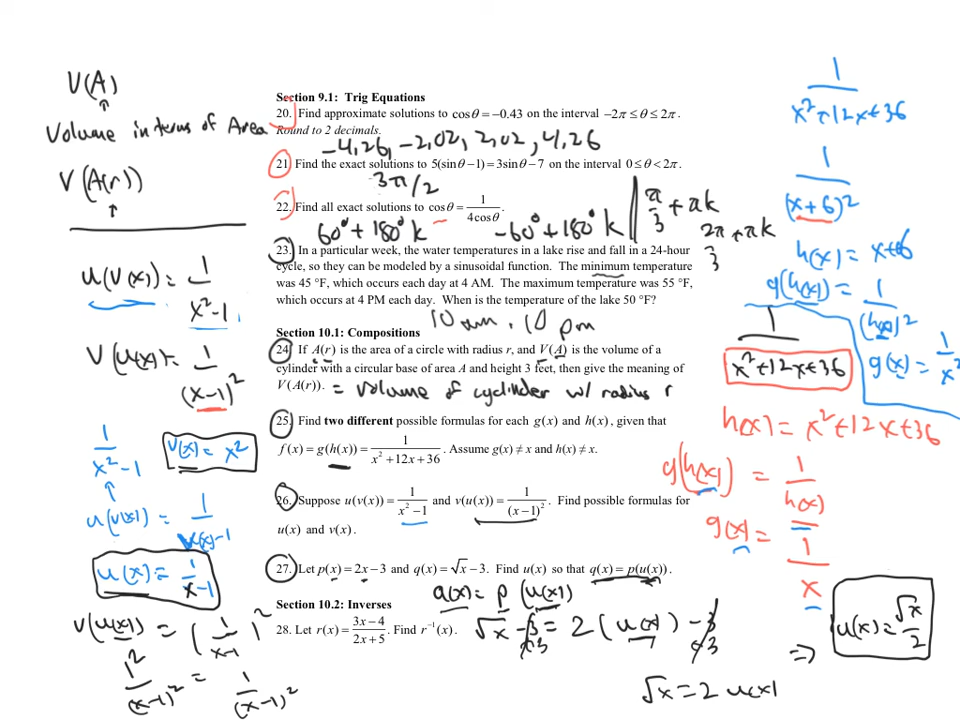 V(A)
↑
Volume in terms of Area
V(A(r))
↑
u(v(x)) = 1/(x²-1)
v(u(x)) = 1/(x-1)²
1/(x²-1)
v(x) = x²
↑
u(v(x)) = 1/(v(x)-1)
u(x) = 1/(x-1)
v(u(x)) = (1/(x-1))²
1²/(x-1)² = 1/(x-1)²
Section 9.1: Trig Equations
20. Find approximate solutions to cosθ = −0.43 on the interval −2π ≤ θ ≤ 2π.
Round to 2 decimals.
-4.26, -2.02, 2.02, 4.26
21. Find the exact solutions to 5(sinθ −1) = 3sinθ − 7 on the interval 0 ≤ θ < 2π.
3π/2
22. Find all exact solutions to cosθ = 1/(4cosθ).
60° + 180° k   -60° + 180° k
π/3 + πk
2π/3 + πk
23. In a particular week, the water temperatures in a lake rise and fall in a 24-hour
cycle, so they can be modeled by a sinusoidal function. The minimum temperature
was 45 °F, which occurs each day at 4 AM. The maximum temperature was 55 °F,
which occurs at 4 PM each day. When is the temperature of the lake 50 °F?
10 am, 10 pm
Section 10.1: Compositions
24. If A(r) is the area of a circle with radius r, and V(A) is the volume of a
cylinder with a circular base of area A and height 3 feet, then give the meaning of
V(A(r)). = volume of cylinder w/ radius r
25. Find two different possible formulas for each g(x) and h(x), given that
f(x) = g(h(x)) = 1/(x² +12x+36). Assume g(x) ≠ x and h(x) ≠ x.
26. Suppose u(v(x)) = 1/(x² −1) and v(u(x)) = 1/(x−1)². Find possible formulas for
u(x) and v(x).
27. Let p(x) = 2x−3 and q(x) = √x −3. Find u(x) so that q(x) = p(u(x)).
q(x) = p(u(x))
Section 10.2: Inverses
28. Let r(x) = (3x−4)/(2x+5). Find r⁻¹(x).
√x -3 = 2(u(x)) -3
+3   +3
√x = 2 u(x)
⇒ u(x) = √x/2
1/(x²+12x+36)
1/(x+6)²
h(x) = x+6
g(h(x)) = 1/(h(x))²
g(x) = 1/x²
1/(x²+12x+36)
h(x) = x²+12x+36
g(h(x)) = 1/h(x)
g(x) = 1/x